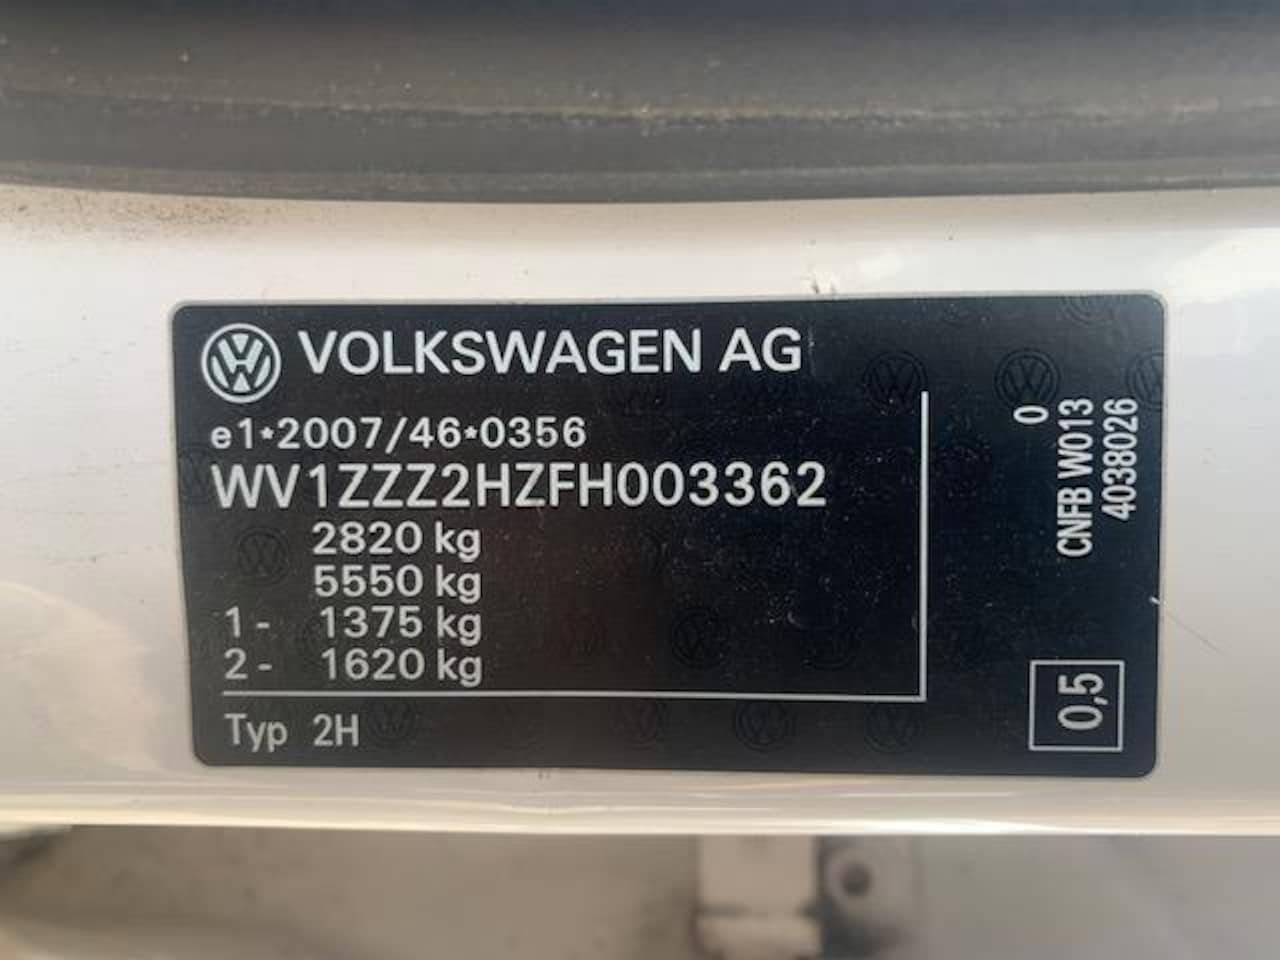 VOLKSWAGEN AG
e1*2007/46*0356
WV1ZZZ2HZFH003362
2820 kg
5550 kg
1- 1375 kg
2- 1620 kg
Typ 2H
0
CNFB W013
4038026
0,5